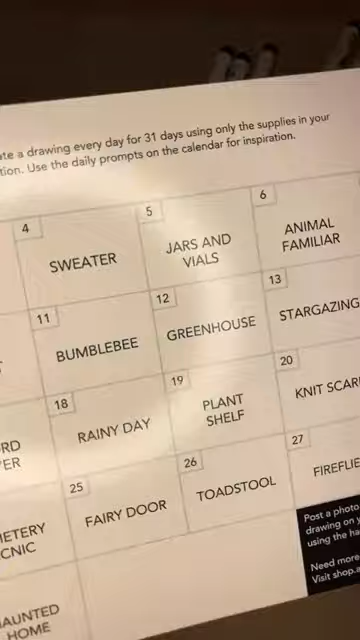 ate a drawing every day for 31 days using only the supplies in your
tion. Use the daily prompts on the calendar for inspiration.
4
SWEATER
5
JARS AND
VIALS
6
ANIMAL
FAMILIAR
11
BUMBLEBEE
12
GREENHOUSE
13
STARGAZING
RD
ER
18
RAINY DAY
19
PLANT
SHELF
20
KNIT SCAR
METERY
CNIC
25
FAIRY DOOR
26
TOADSTOOL
27
FIREFLIE
AUNTED
HOME
Post a photo
drawing on y
using the ha
Need more
Visit shop.a